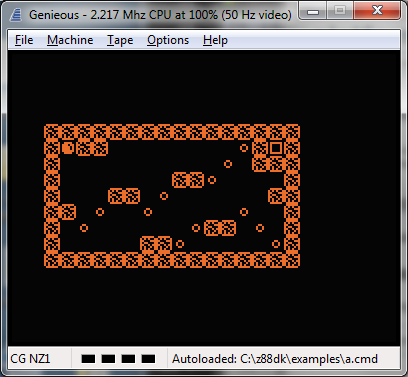 Genieous - 2.217 Mhz CPU at 100% (50 Hz video)
File Machine Tape Options Help
CG NZ1 Autoloaded: C:\z88dk\examples\a.cmd